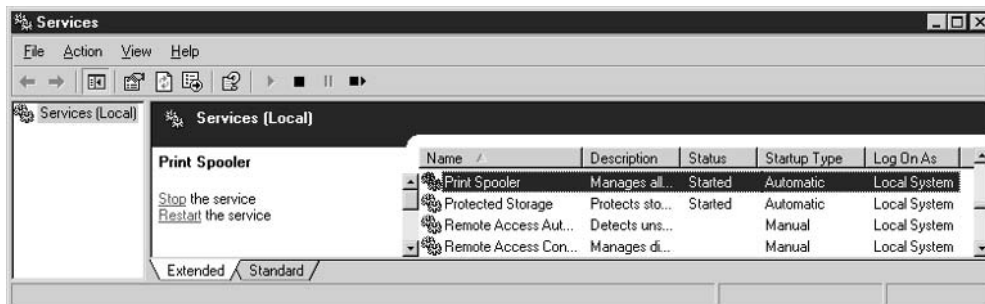 Services
File Action View Help
Services (Local)
Services (Local)
Print Spooler
Stop the service
Restart the service
Name Description Status Startup Type Log On As
Print Spooler Manages all... Started Automatic Local System
Protected Storage Protects sto... Started Automatic Local System
Remote Access Aut... Detects uns... Manual Local System
Remote Access Con... Manages di... Manual Local System
Extended Standard